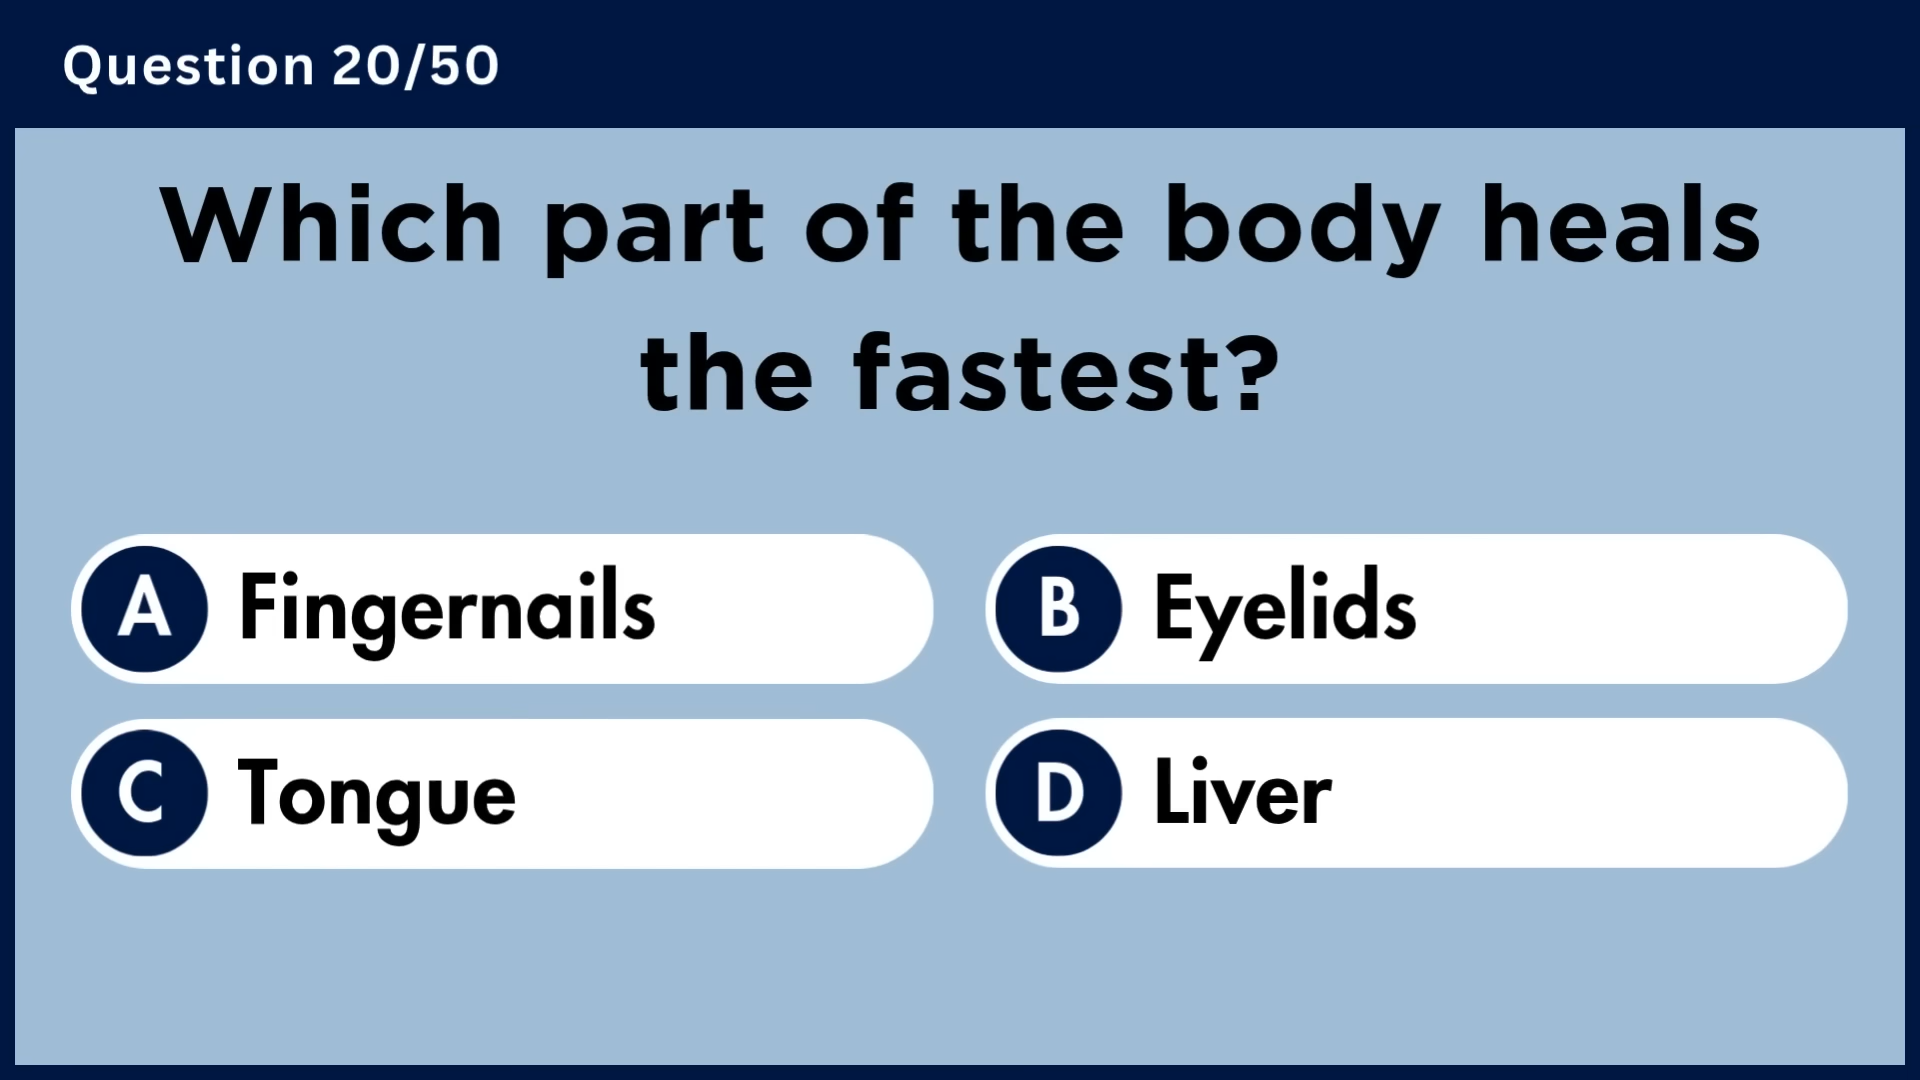 Question 20/50
Which part of the body heals
the fastest?
A Fingernails
B Eyelids
C Tongue
D Liver